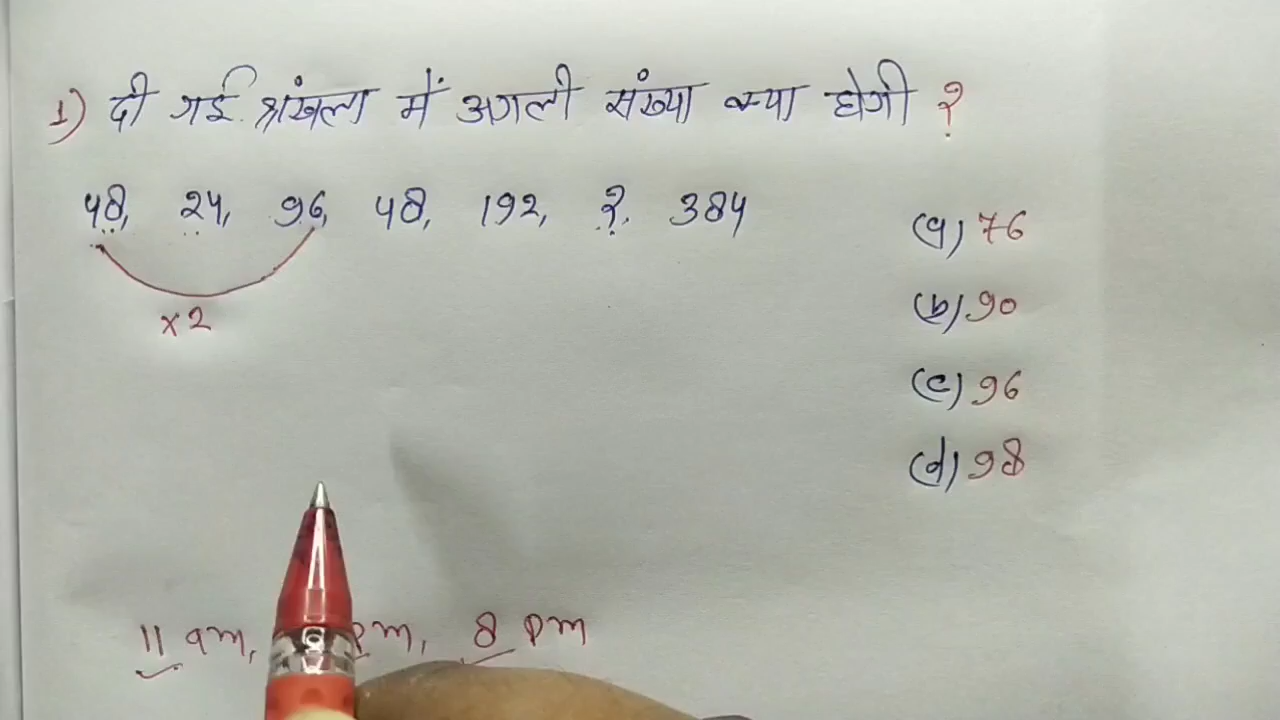 1) दी गई श्रंखला में अगली संख्या क्या होगी ?
48, 24, 96, 48, 192, ?, 384
×2
(a) 76
(b) 90
(c) 96
(d) 98
11 am, pm, 8 pm